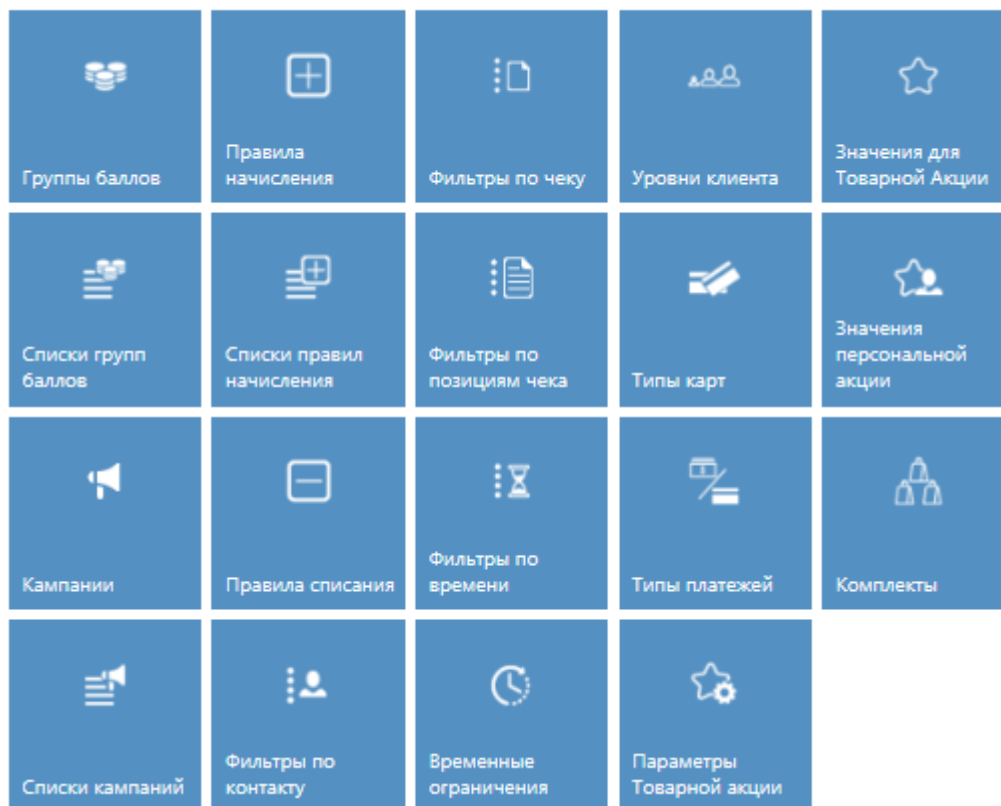 Группы баллов
Правила
начисления
Фильтры по чеку
Уровни клиента
Значения для
Товарной Акции
Списки групп
баллов
Списки правил
начисления
Фильтры по
позициям чека
Типы карт
Значения
персональной
акции
Кампании
Правила списания
Фильтры по
времени
Типы платежей
Комплекты
Списки кампаний
Фильтры по
контакту
Временные
ограничения
Параметры
Товарной акции